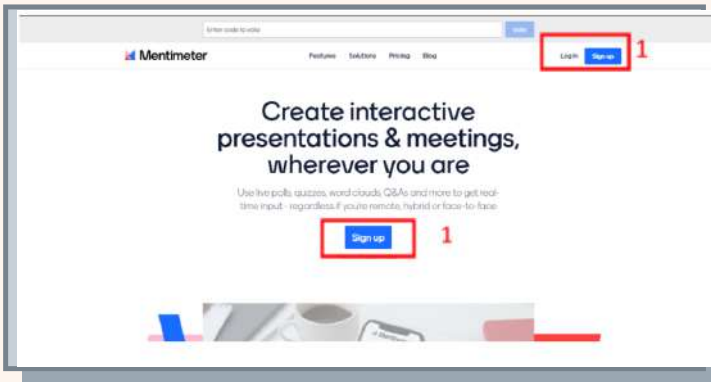 Enter code to vote
Mentimeter Features Solutions Pricing Blog Log in Sign up 1
Create interactive
presentations & meetings,
wherever you are
Use live polls, quizzes, word clouds, Q&As and more to get real-
time input - regardless if you're remote, hybrid or face-to-face
Sign up 1